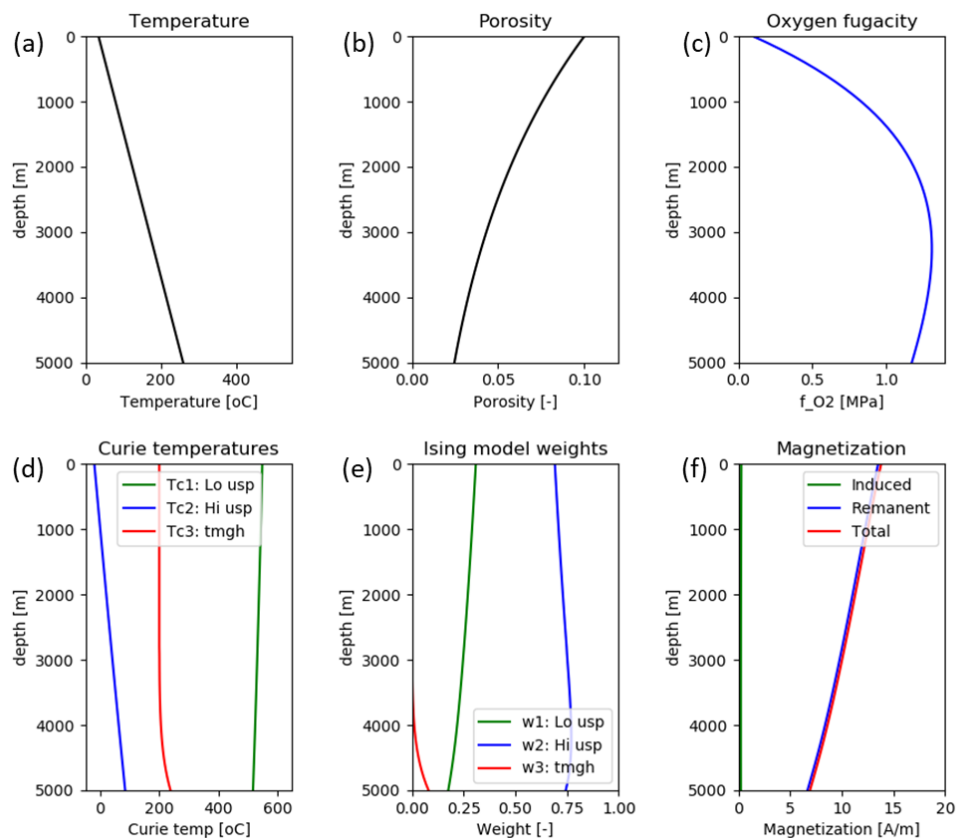 Temperature
Porosity
Oxygen fugacity
(a)
(b)
(c)
0
1000
2000
3000
4000
5000
depth [m]
0
200
400
Temperature [oC]
0
1000
2000
3000
4000
5000
depth [m]
0.00
0.05
0.10
Porosity [-]
0
1000
2000
3000
4000
5000
depth [m]
0.0
0.5
1.0
f_O2 [MPa]
Curie temperatures
Ising model weights
Magnetization
(d)
(e)
(f)
0
1000
2000
3000
4000
5000
depth [m]
Tc1: Lo usp
Tc2: Hi usp
Tc3: tmgh
0
200
400
600
Curie temp [oC]
0
1000
2000
3000
4000
5000
depth [m]
w1: Lo usp
w2: Hi usp
w3: tmgh
0.00
0.25
0.50
0.75
1.00
Weight [-]
0
1000
2000
3000
4000
5000
depth [m]
Induced
Remanent
Total
0
5
10
15
20
Magnetization [A/m]